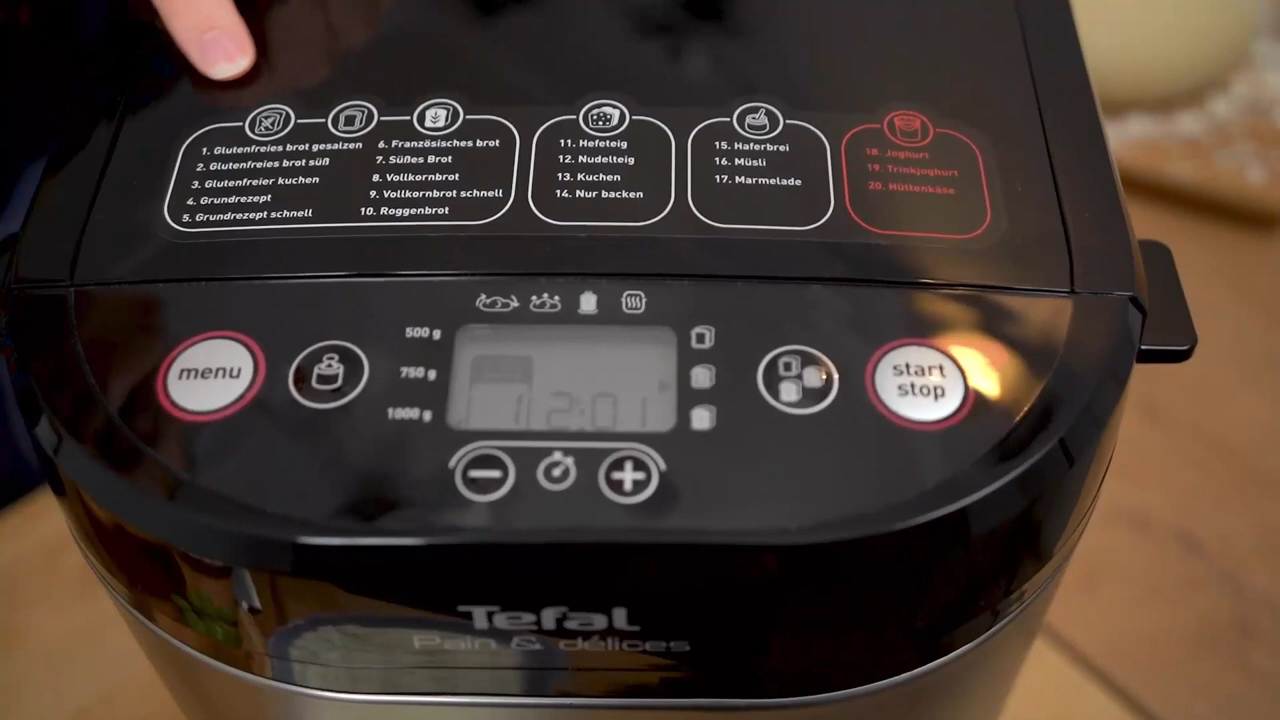 1. Glutenfreies brot gesalzen
2. Glutenfreies brot süß
3. Glutenfreier kuchen
4. Grundrezept
5. Grundrezept schnell
6. Französisches brot
7. Süßes Brot
8. Vollkornbrot
9. Vollkornbrot schnell
10. Roggenbrot
11. Hefeteig
12. Nudelteig
13. Kuchen
14. Nur backen
15. Haferbrei
16. Müsli
17. Marmelade
18. Joghurt
19. Trinkjoghurt
20. Hüttenkäse
menu
500 g
750 g
1000 g
1 2:01
start
stop
Tefal
Pain & délices